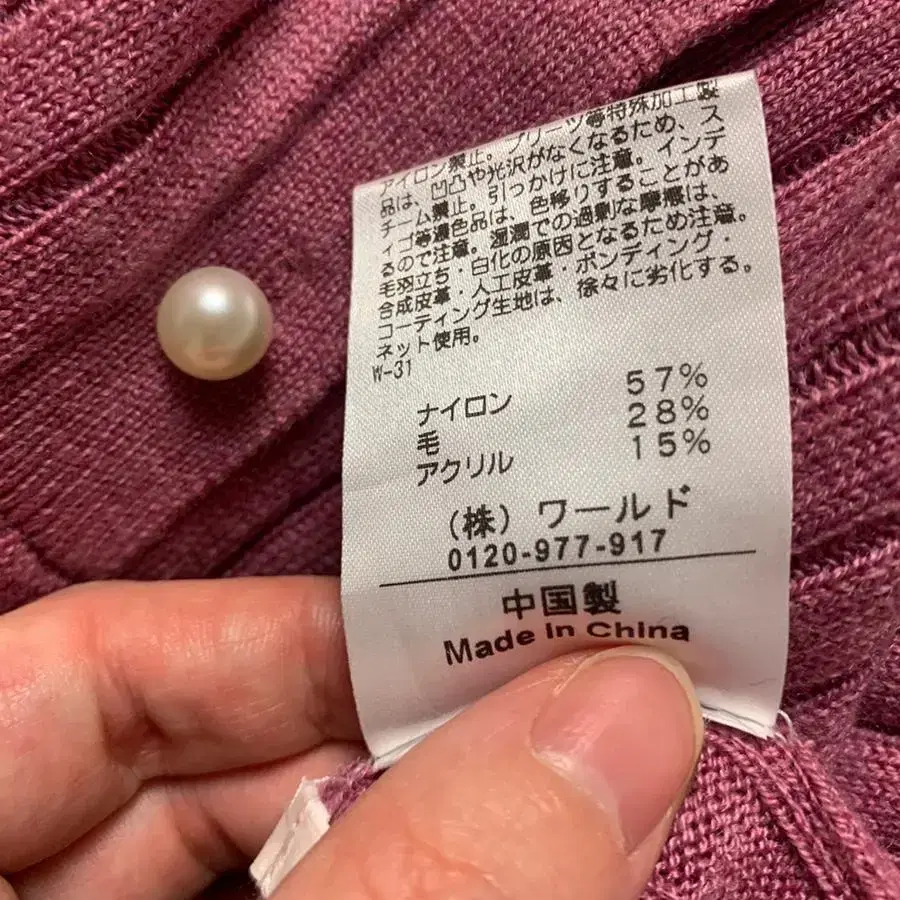 アイロン禁止。プリーツ等特殊加工製
品は、凹凸や光沢がなくなるため、ス
チーム禁止。引っかけに注意。インデ
ィゴ等濃色品は、色移りすることがあ
るので注意。湿潤での過剰な摩擦は、
毛羽立ち・白化の原因となるため注意。
合成皮革・人工皮革・ボンディング・
コーティング生地は、徐々に劣化する。
ネット使用。
W-31
ナイロン 57%
毛 28%
アクリル 15%
(株) ワールド
0120-977-917
中国製
Made in China